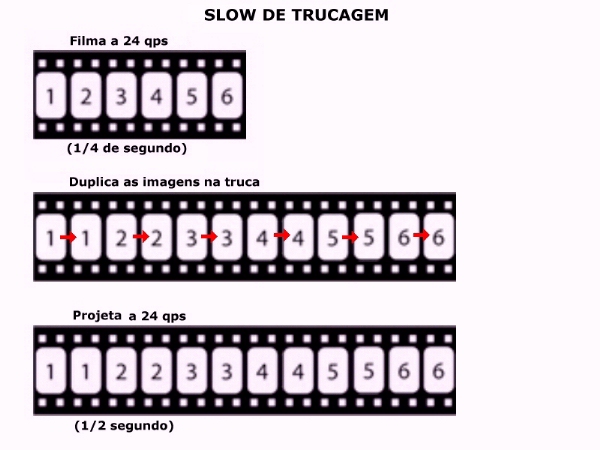 SLOW DE TRUCAGEM
Filma a 24 qps
1 2 3 4 5 6
(1/4 de segundo)
Duplica as imagens na truca
1 1 2 2 3 3 4 4 5 5 6 6
Projeta a 24 qps
1 1 2 2 3 3 4 4 5 5 6 6
(1/2 segundo)